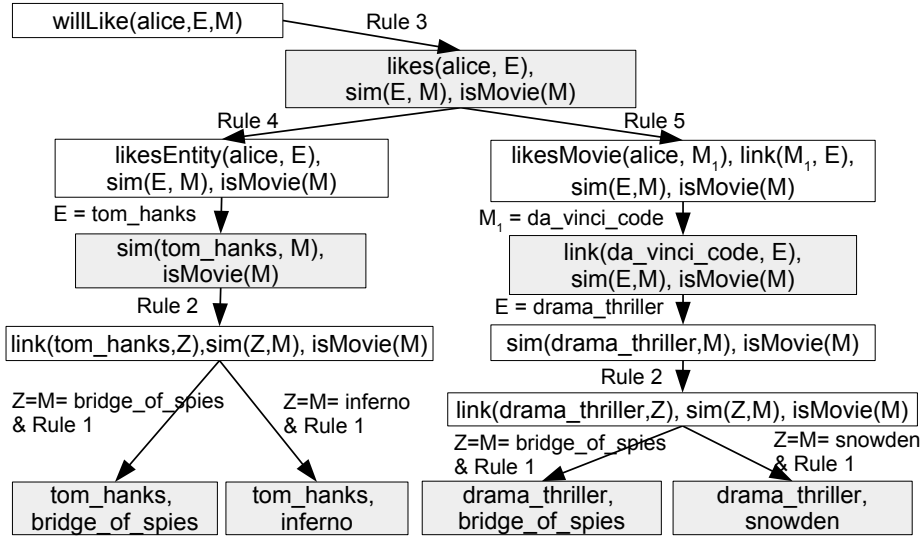 willLike(alice,E,M)
Rule 3
likes(alice, E),
sim(E, M), isMovie(M)
Rule 4
Rule 5
likesEntity(alice, E),
sim(E, M), isMovie(M)
likesMovie(alice, M₁), link(M₁, E),
sim(E,M), isMovie(M)
E = tom_hanks
M₁ = da_vinci_code
sim(tom_hanks, M),
isMovie(M)
link(da_vinci_code, E),
sim(E,M), isMovie(M)
Rule 2
E = drama_thriller
link(tom_hanks,Z),sim(Z,M), isMovie(M)
sim(drama_thriller,M), isMovie(M)
Rule 2
link(drama_thriller,Z), sim(Z,M), isMovie(M)
Z=M= bridge_of_spies
& Rule 1
Z=M= inferno
& Rule 1
Z=M= bridge_of_spies
& Rule 1
Z=M= snowden
& Rule 1
tom_hanks,
bridge_of_spies
tom_hanks,
inferno
drama_thriller,
bridge_of_spies
drama_thriller,
snowden